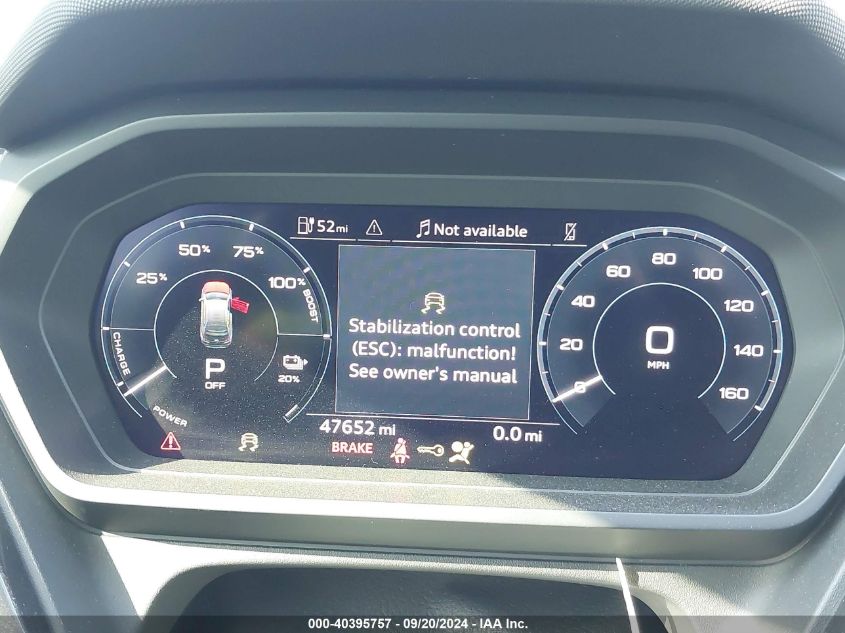 52mi
Not available
50%
75%
25%
100%
BOOST
CHARGE
POWER
P
OFF
20%
Stabilization control
(ESC): malfunction!
See owner's manual
0
20
40
60
80
100
120
140
160
0
MPH
47652 mi
0.0 mi
BRAKE
000-40395757 - 09/20/2024 - IAA Inc.